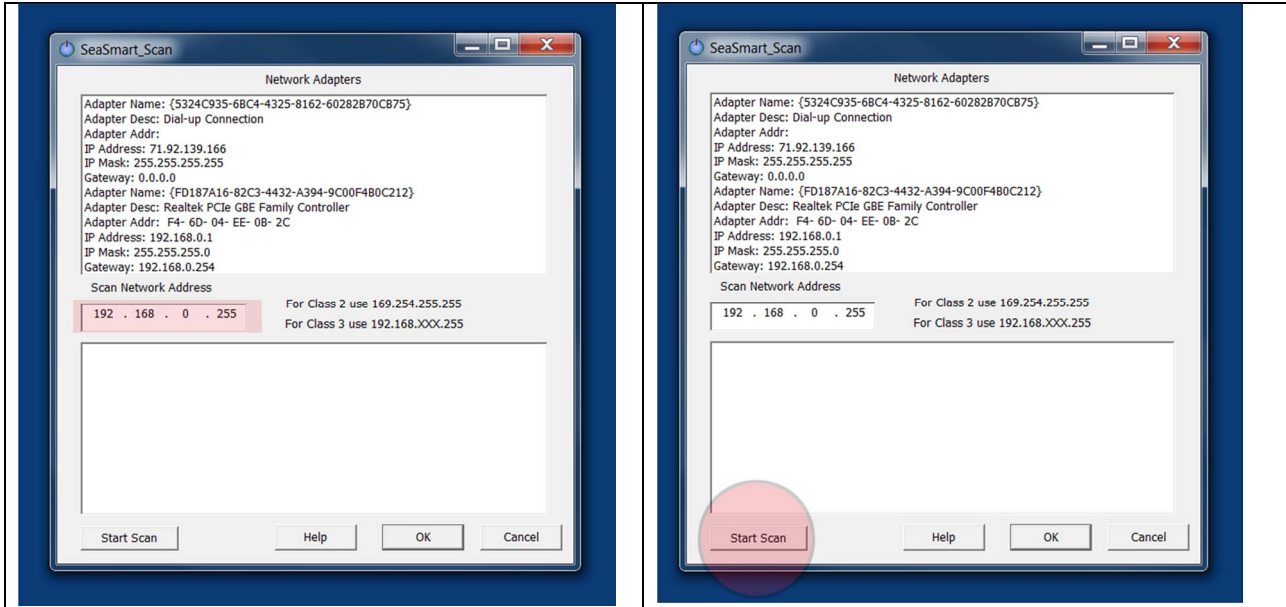 SeaSmart_Scan
Network Adapters
Adapter Name: {5324C935-6BC4-4325-8162-60282B70CB75}
Adapter Desc: Dial-up Connection
Adapter Addr:
IP Address: 71.92.139.166
IP Mask: 255.255.255.255
Gateway: 0.0.0.0
Adapter Name: {FD187A16-82C3-4432-A394-9C00F4B0C212}
Adapter Desc: Realtek PCIe GBE Family Controller
Adapter Addr: F4- 6D- 04- EE- 0B- 2C
IP Address: 192.168.0.1
IP Mask: 255.255.255.0
Gateway: 192.168.0.254
Scan Network Address
192 . 168 . 0 . 255
For Class 2 use 169.254.255.255
For Class 3 use 192.168.XXX.255
Start Scan
Help
OK
Cancel
SeaSmart_Scan
Network Adapters
Adapter Name: {5324C935-6BC4-4325-8162-60282B70CB75}
Adapter Desc: Dial-up Connection
Adapter Addr:
IP Address: 71.92.139.166
IP Mask: 255.255.255.255
Gateway: 0.0.0.0
Adapter Name: {FD187A16-82C3-4432-A394-9C00F4B0C212}
Adapter Desc: Realtek PCIe GBE Family Controller
Adapter Addr: F4- 6D- 04- EE- 0B- 2C
IP Address: 192.168.0.1
IP Mask: 255.255.255.0
Gateway: 192.168.0.254
Scan Network Address
192 . 168 . 0 . 255
For Class 2 use 169.254.255.255
For Class 3 use 192.168.XXX.255
Start Scan
Help
OK
Cancel